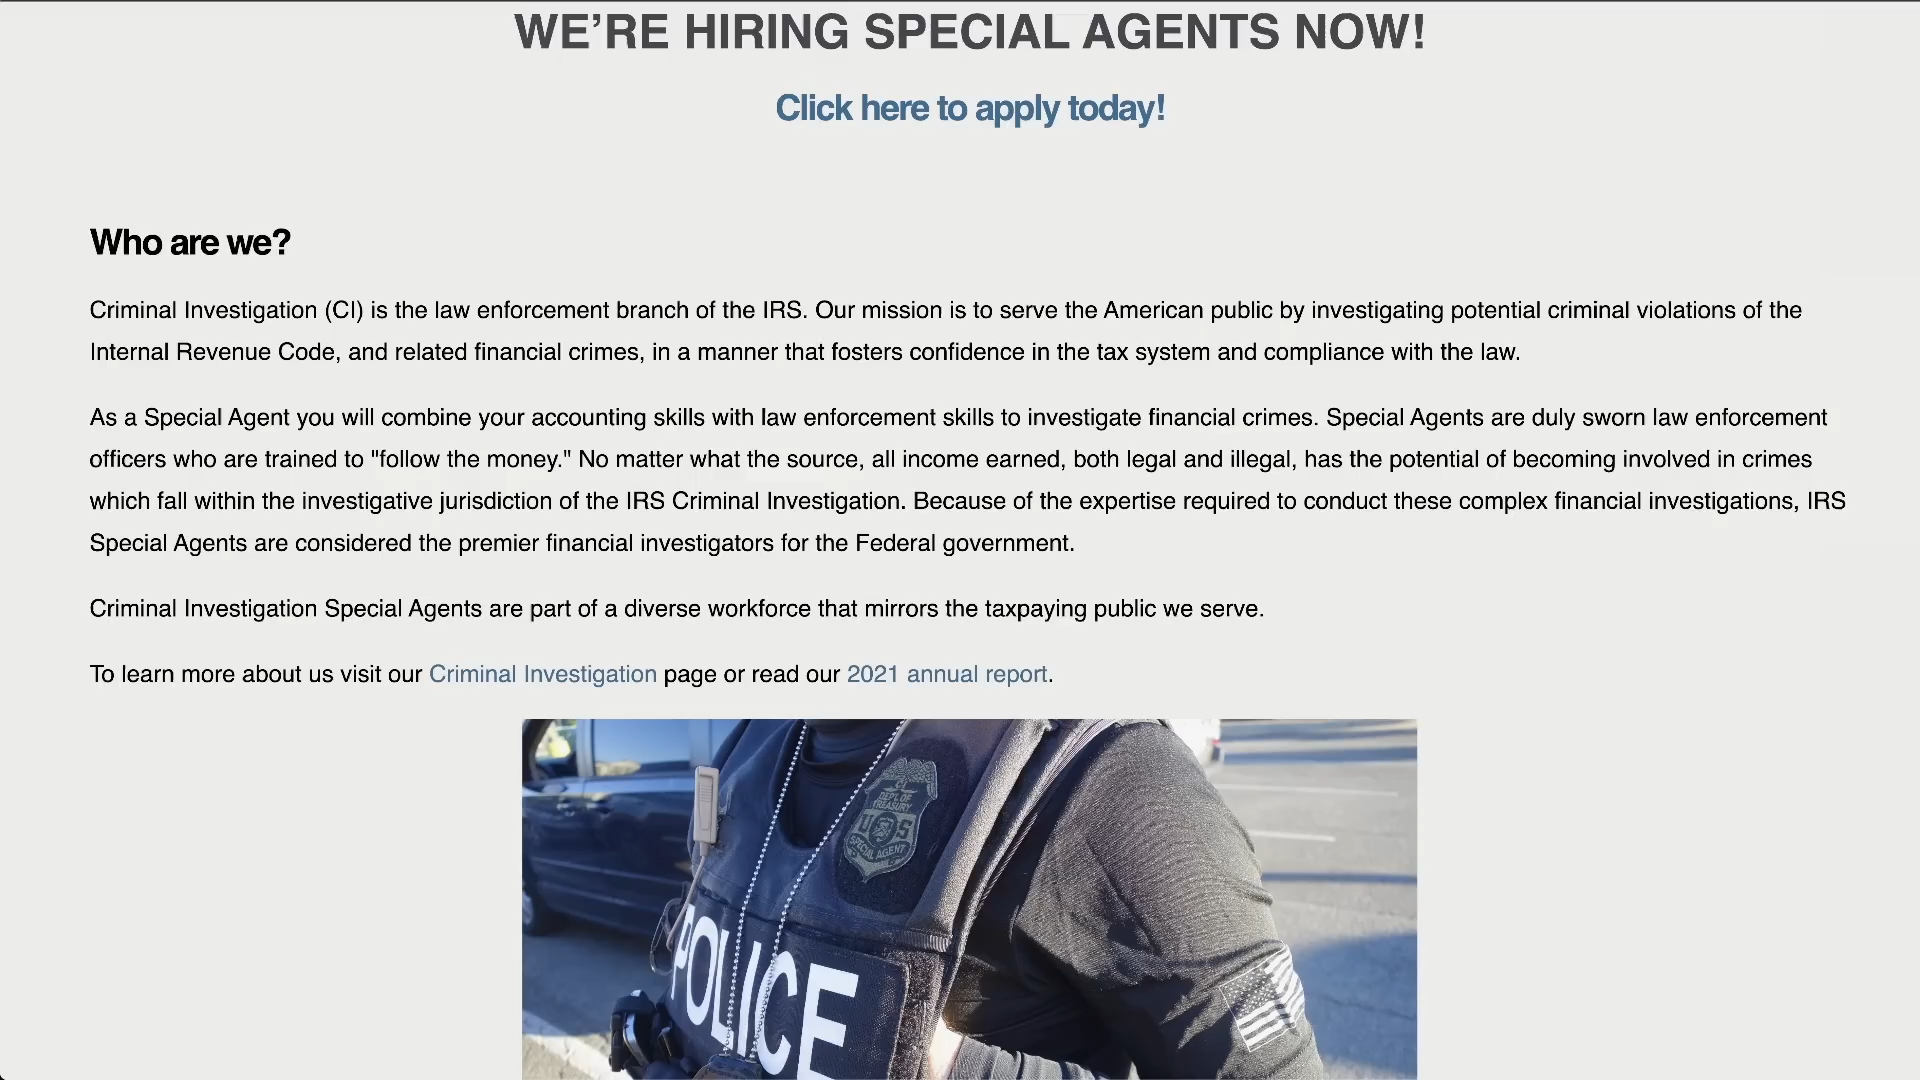 WE’RE HIRING SPECIAL AGENTS NOW!
Click here to apply today!
Who are we?
Criminal Investigation (CI) is the law enforcement branch of the IRS. Our mission is to serve the American public by investigating potential criminal violations of the
Internal Revenue Code, and related financial crimes, in a manner that fosters confidence in the tax system and compliance with the law.
As a Special Agent you will combine your accounting skills with law enforcement skills to investigate financial crimes. Special Agents are duly sworn law enforcement
officers who are trained to "follow the money." No matter what the source, all income earned, both legal and illegal, has the potential of becoming involved in crimes
which fall within the investigative jurisdiction of the IRS Criminal Investigation. Because of the expertise required to conduct these complex financial investigations, IRS
Special Agents are considered the premier financial investigators for the Federal government.
Criminal Investigation Special Agents are part of a diverse workforce that mirrors the taxpaying public we serve.
To learn more about us visit our Criminal Investigation page or read our 2021 annual report.
CI
DEPT OF
TREASURY
U S
SPECIAL AGENT
POLICE